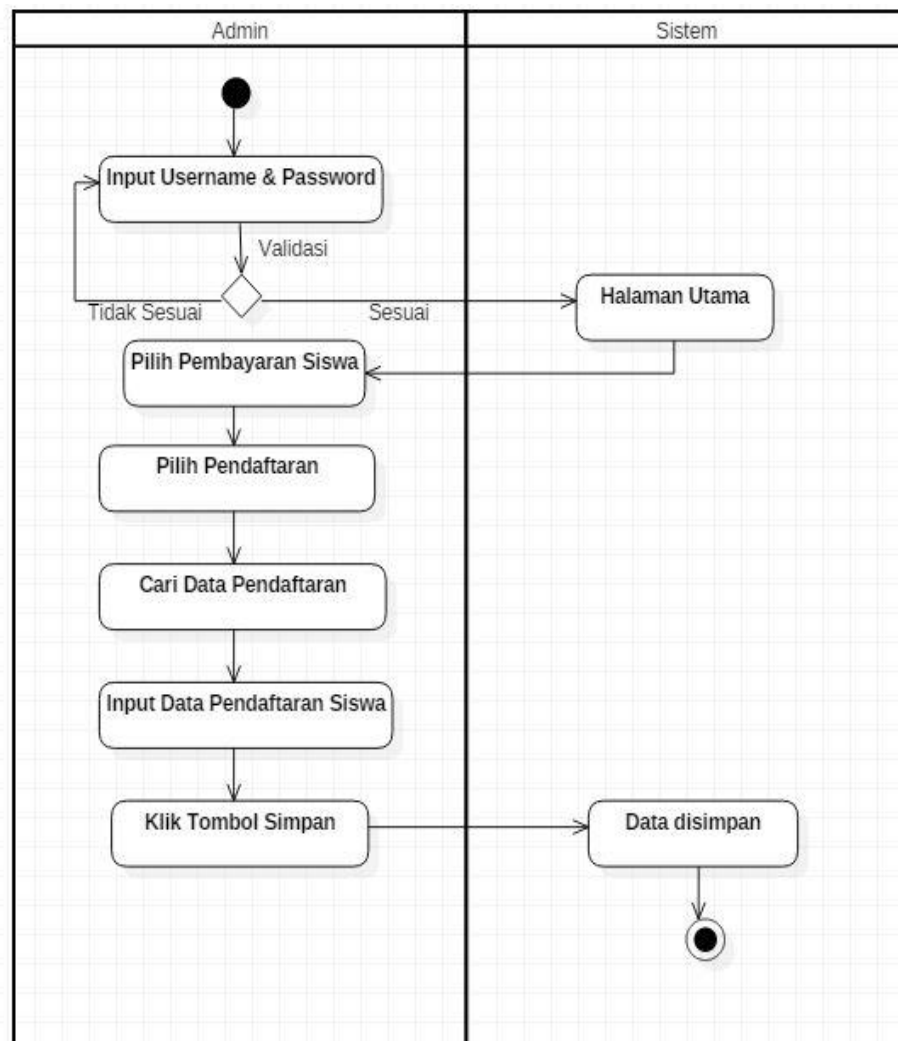 Admin
Sistem
Input Username & Password
Validasi
Tidak Sesuai
Sesuai
Halaman Utama
Pilih Pembayaran Siswa
Pilih Pendaftaran
Cari Data Pendaftaran
Input Data Pendaftaran Siswa
Klik Tombol Simpan
Data disimpan